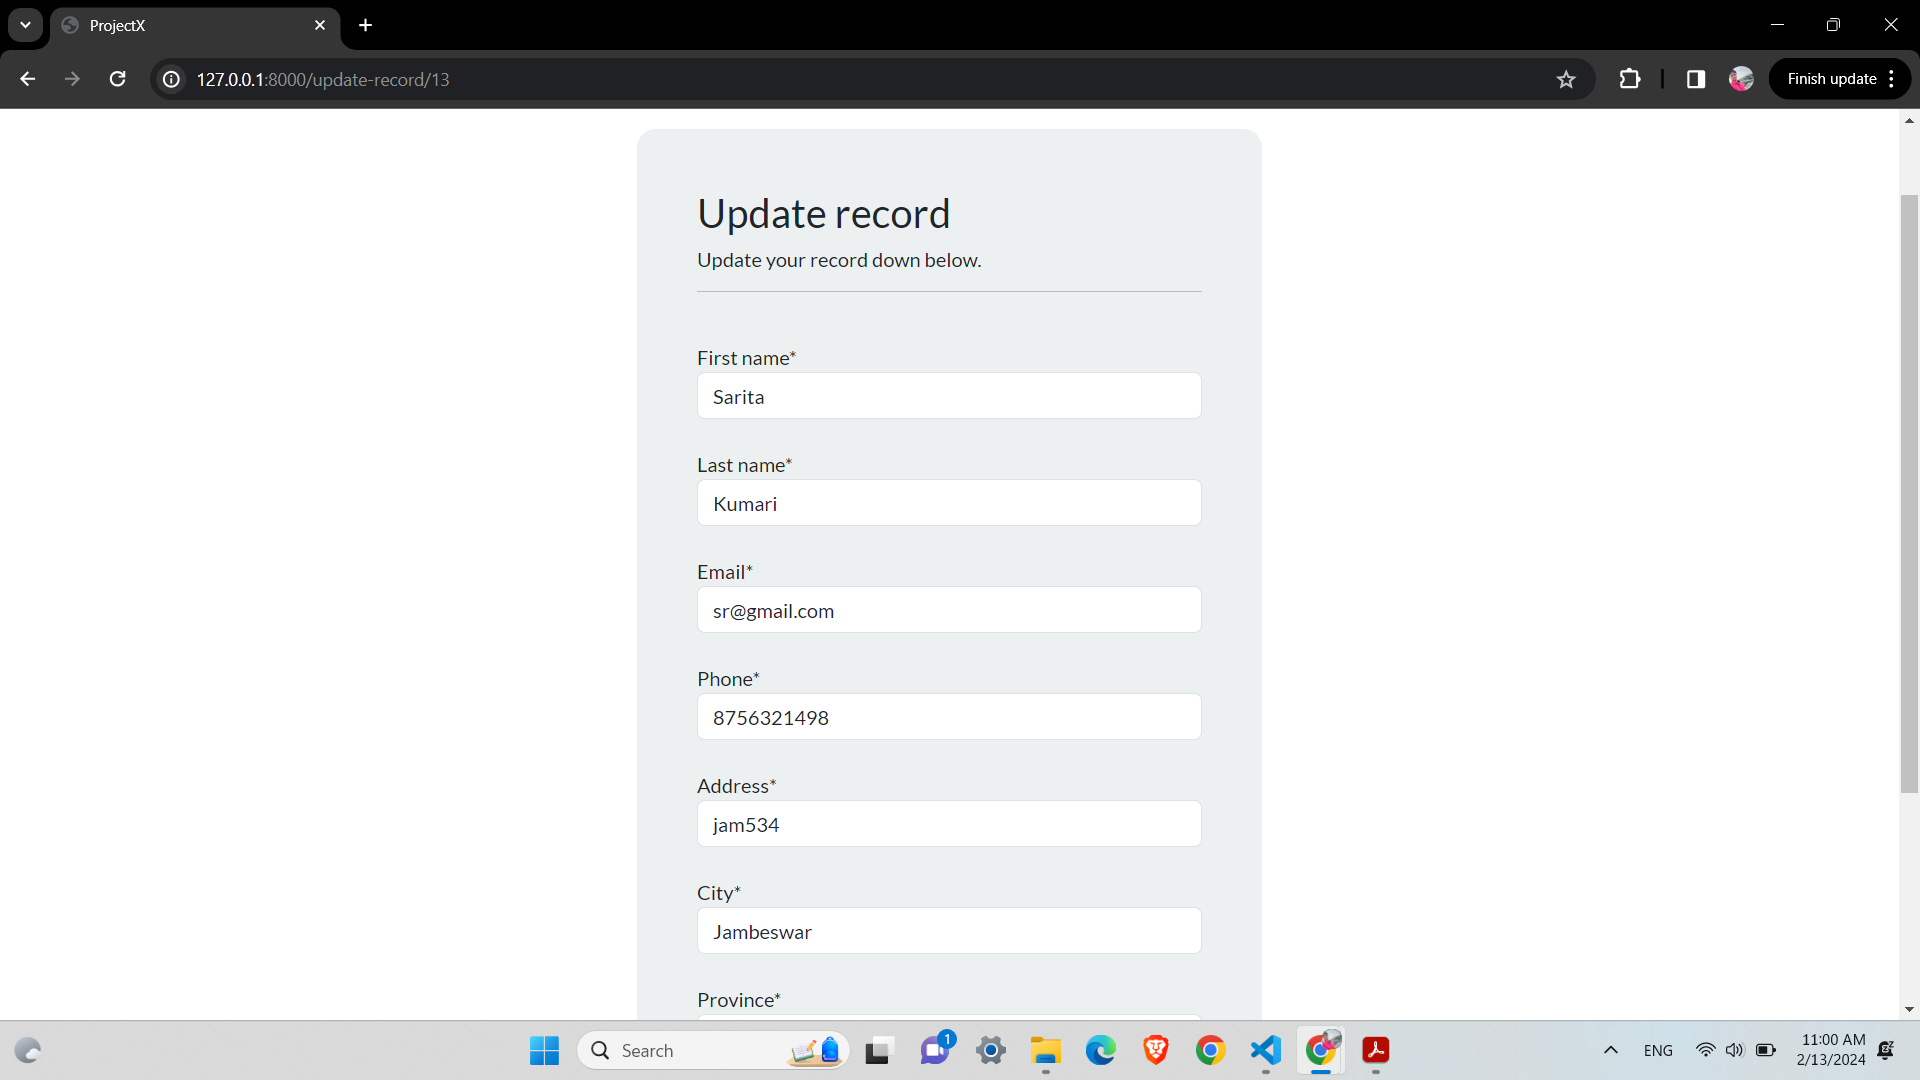 ProjectX
127.0.0.1:8000/update-record/13
Finish update
Update record
Update your record down below.
First name*
Sarita
Last name*
Kumari
Email*
sr@gmail.com
Phone*
8756321498
Address*
jam534
City*
Jambeswar
Province*
Search
1
ENG
11:00 AM
2/13/2024